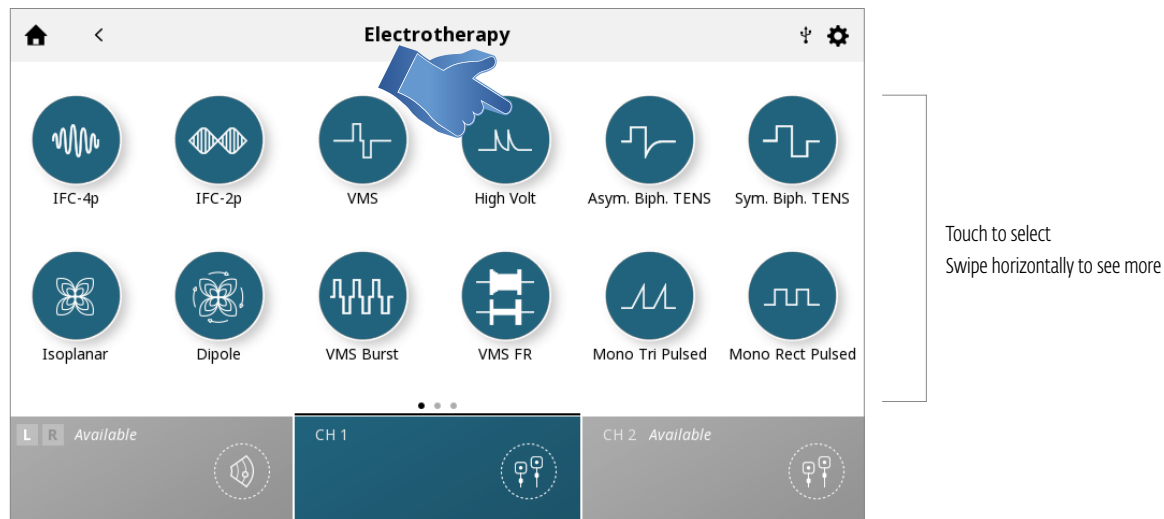 Electrotherapy
IFC-4p
IFC-2p
VMS
High Volt
Asym. Biph. TENS
Sym. Biph. TENS
Touch to select
Swipe horizontally to see more
Isoplanar
Dipole
VMS Burst
VMS FR
Mono Tri Pulsed
Mono Rect Pulsed
L R Available
CH 1
CH 2 Available